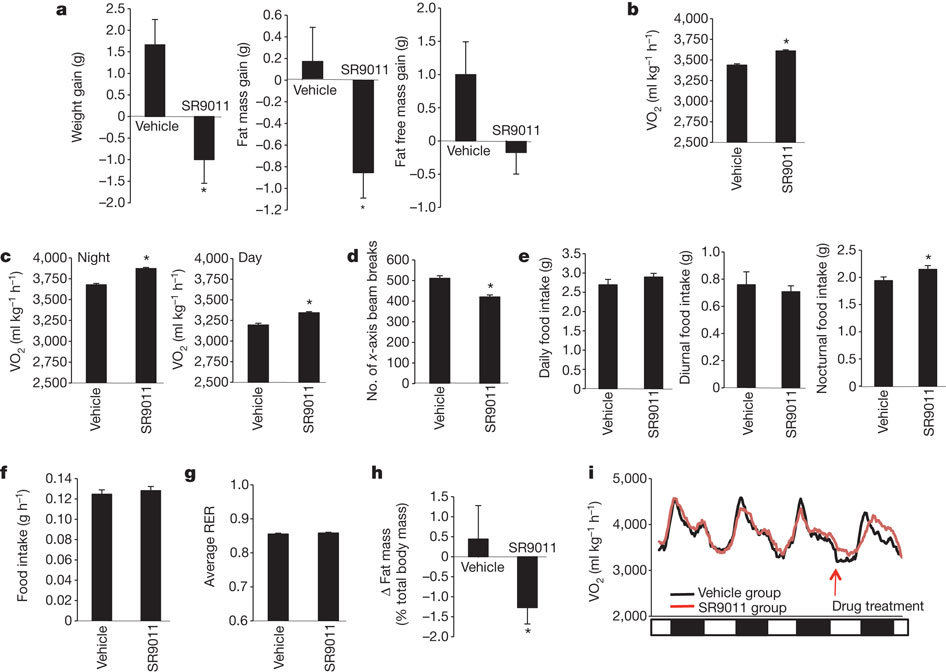 a
2.5
2.0
1.5
1.0
0.5
0
−0.5
−1.0
−1.5
−2.0
Weight gain (g)
SR9011
Vehicle
*
0.6
0.4
0.2
0
−0.2
−0.4
−0.6
−0.8
−1.0
−1.2
Fat mass gain (g)
SR9011
Vehicle
*
2.0
1.5
1.0
0.5
0
−0.5
−1.0
Fat free mass gain (g)
SR9011
Vehicle
b
4,000
3,750
3,500
3,250
3,000
2,750
2,500
VO2 (ml kg−1 h−1)
*
Vehicle
SR9011
c
4,000
3,750
3,500
3,250
3,000
2,750
2,500
VO2 (ml kg−1 h−1)
Night
*
Vehicle
SR9011
4,000
3,750
3,500
3,250
3,000
2,750
2,500
VO2 (ml kg−1 h−1)
Day
*
Vehicle
SR9011
d
600
500
400
300
200
100
0
No. of x-axis beam breaks
*
Vehicle
SR9011
e
3.5
3.0
2.5
2.0
1.5
1.0
0.5
0
Daily food intake (g)
Vehicle
SR9011
1.0
0.8
0.6
0.4
0.2
0
Diurnal food intake (g)
Vehicle
SR9011
2.5
2.0
1.5
1.0
0.5
0
Nocturnal food intake (g)
*
Vehicle
SR9011
f
0.14
0.12
0.10
0.08
0.06
0.04
0.02
0
Food intake (g h−1)
Vehicle
SR9011
g
1.0
0.9
0.8
0.7
0.6
Average RER
Vehicle
SR9011
h
1.5
1.0
0.5
0
−1.5
−1.0
−1.5
−2.0
Δ Fat mass
(% total body mass)
SR9011
Vehicle
*
i
5,000
4,000
3,000
2,000
VO2 (ml kg−1 h−1)
Vehicle group
SR9011 group
Drug treatment